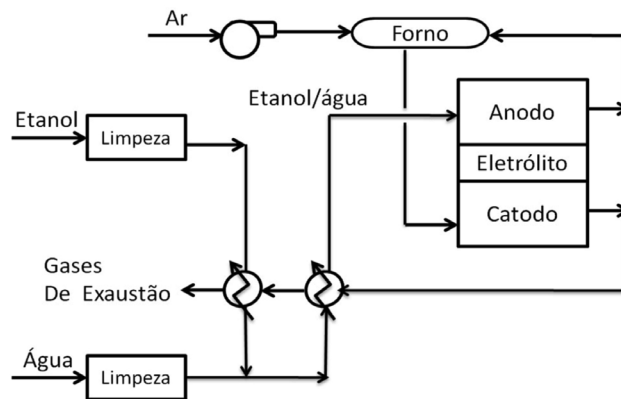 Ar
Forno
Etanol/água
Etanol
Limpeza
Anodo
Eletrólito
Catodo
Gases
De Exaustão
Água
Limpeza